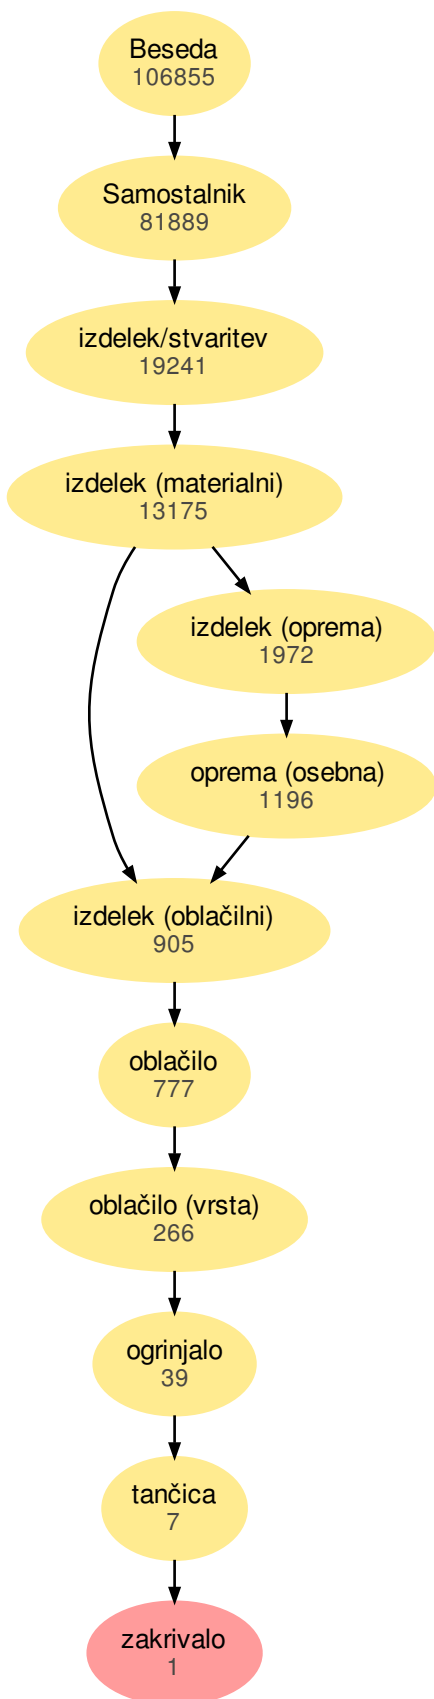 Beseda
106855
Samostalnik
81889
izdelek/stvaritev
19241
izdelek (materialni)
13175
izdelek (oprema)
1972
oprema (osebna)
1196
izdelek (oblačilni)
905
oblačilo
777
oblačilo (vrsta)
266
ogrinjalo
39
tančica
7
zakrivalo
1